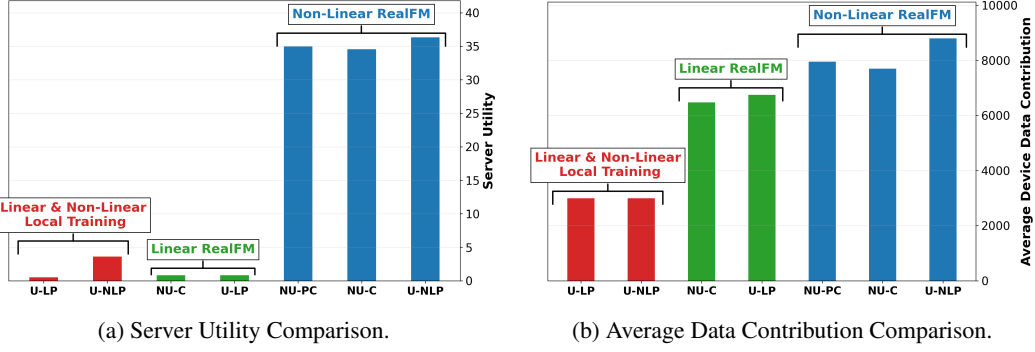 Non-Linear RealFM
Linear & Non-Linear
Local Training
Linear RealFM
40
35
30
25
20
15
10
5
0
Server Utility
U-LP U-NLP NU-C U-LP NU-PC NU-C U-NLP
(a) Server Utility Comparison.
Non-Linear RealFM
Linear RealFM
Linear & Non-Linear
Local Training
10000
8000
6000
4000
2000
0
Average Device Data Contribution
U-LP U-NLP NU-C U-LP NU-PC NU-C U-NLP
(b) Average Data Contribution Comparison.